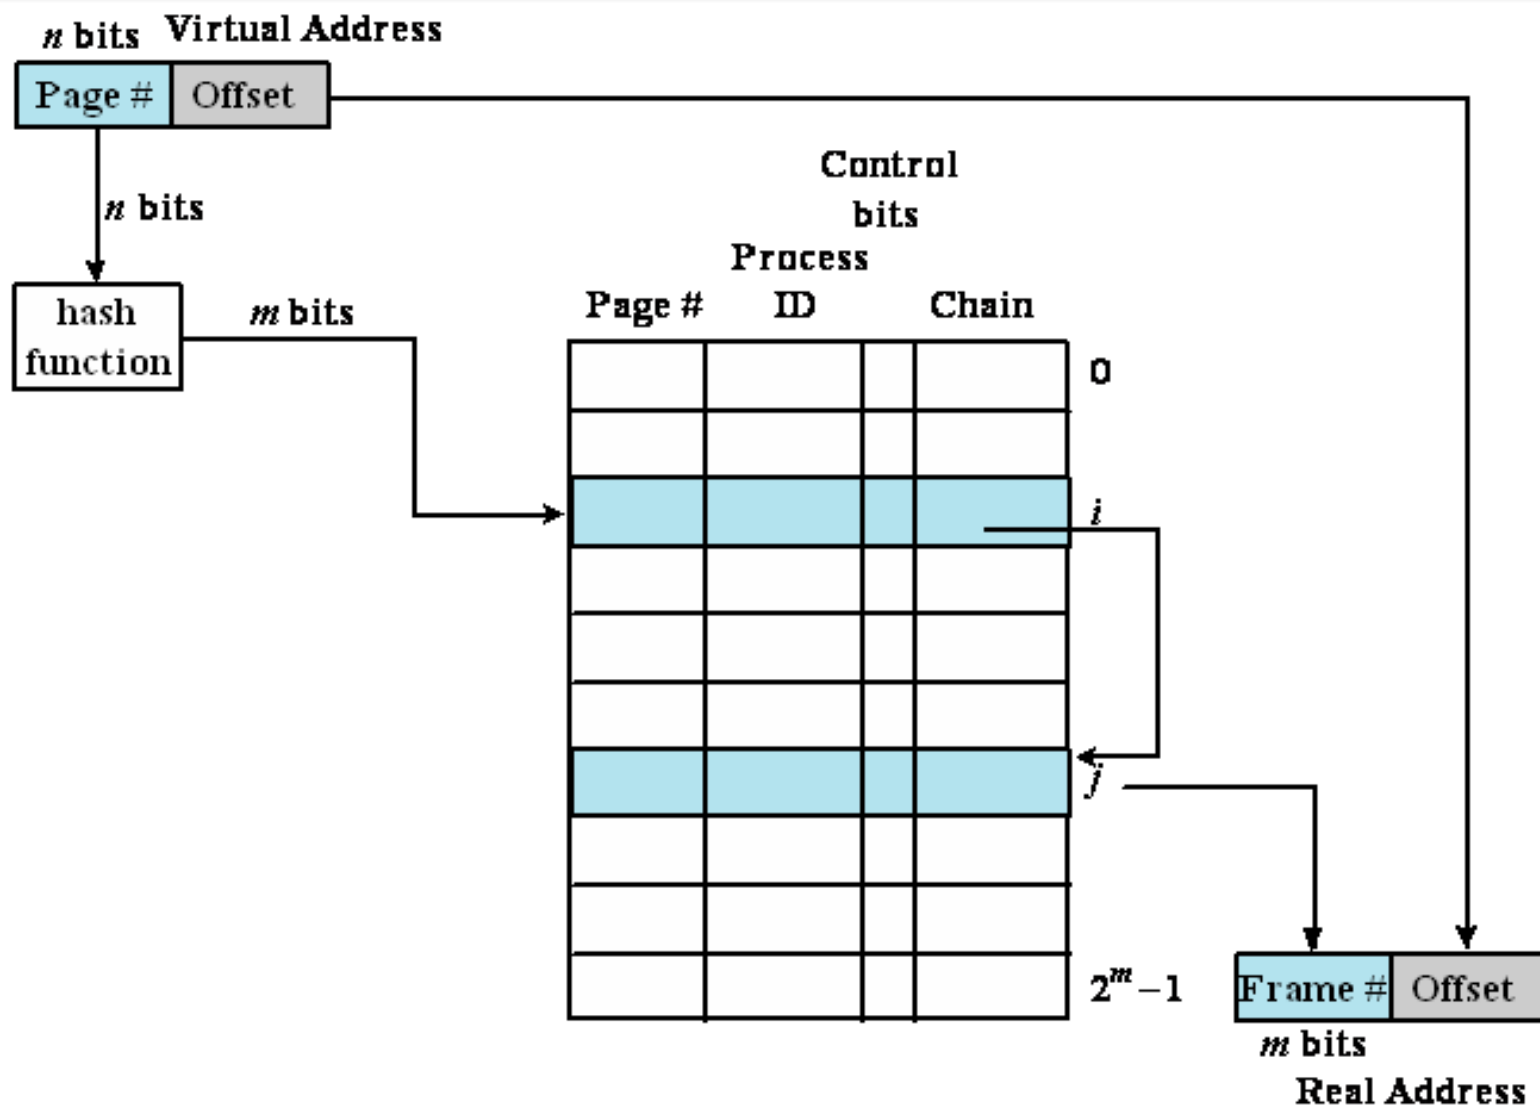 n bits Virtual Address
Page # Offset
n bits
hash
function
m bits
Control
bits
Process
Page # ID Chain
0
i
j
2^m − 1
Frame # Offset
m bits
Real Address